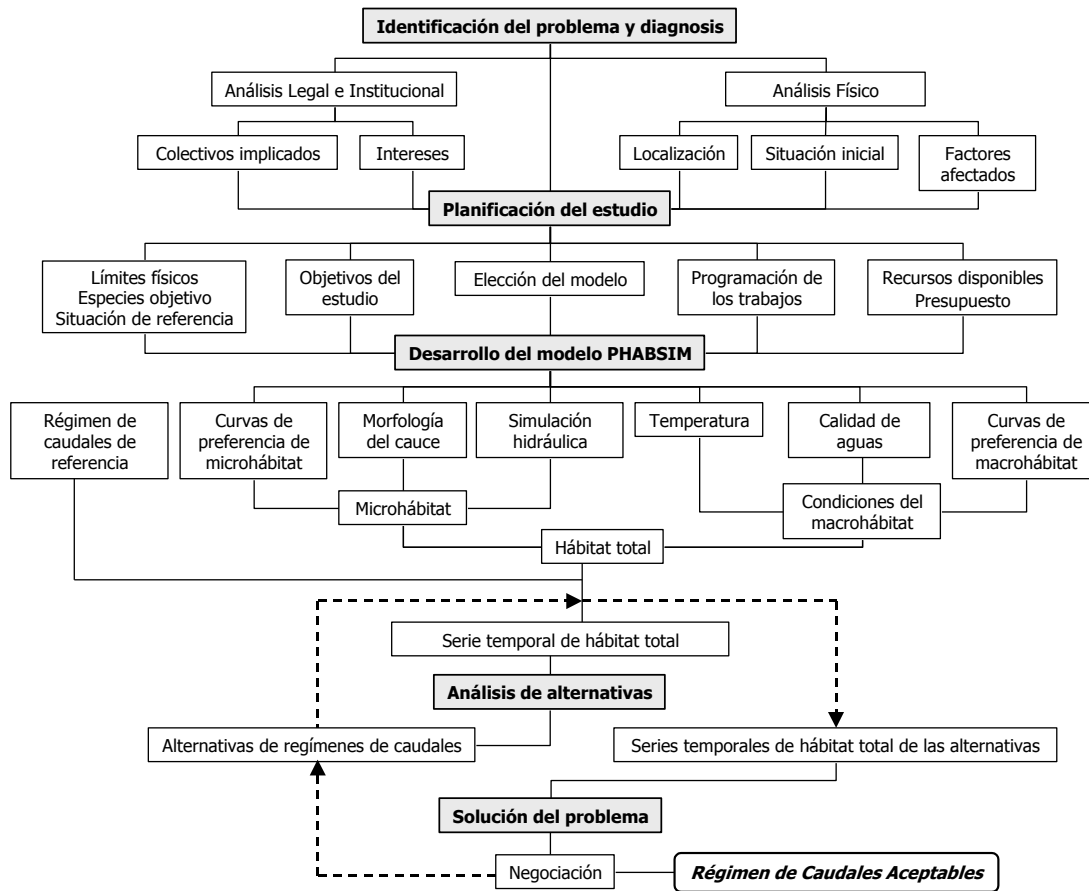 Identificación del problema y diagnosis
Análisis Legal e Institucional
Análisis Físico
Colectivos implicados
Intereses
Localización
Situación inicial
Factores
afectados
Planificación del estudio
Límites físicos
Especies objetivo
Situación de referencia
Objetivos del
estudio
Elección del modelo
Programación de
los trabajos
Recursos disponibles
Presupuesto
Desarrollo del modelo PHABSIM
Régimen de
caudales de
referencia
Curvas de
preferencia de
microhábitat
Morfología
del cauce
Simulación
hidráulica
Temperatura
Calidad de
aguas
Curvas de
preferencia de
macrohábitat
Microhábitat
Condiciones del
macrohábitat
Hábitat total
Serie temporal de hábitat total
Análisis de alternativas
Alternativas de regímenes de caudales
Series temporales de hábitat total de las alternativas
Solución del problema
Negociación
Régimen de Caudales Aceptables